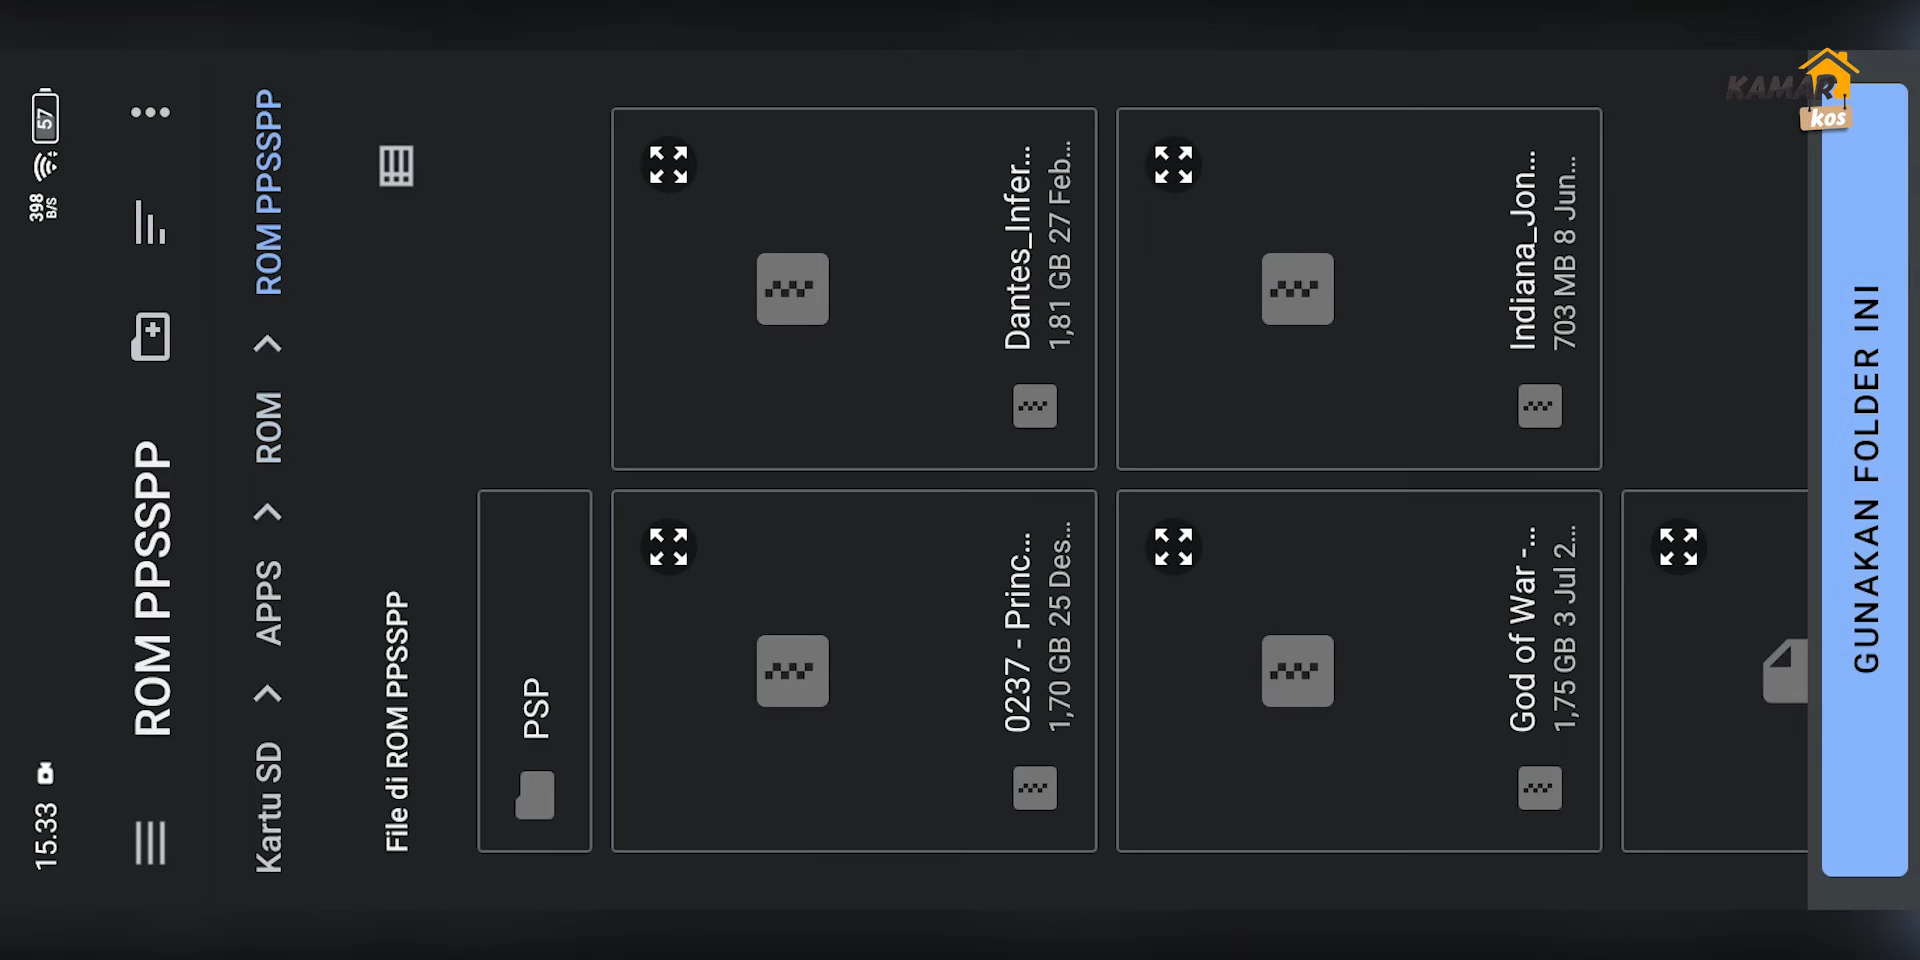 15.33
398 B/S
57
ROM PPSSPP
Kartu SD > APPS > ROM > ROM PPSSPP
File di ROM PPSSPP
PSP
0237 - Princ...
1,70 GB 25 Des...
Dantes_Infer...
1,81 GB 27 Feb...
God of War -...
1,75 GB 3 Jul 2...
Indiana_Jon...
703 MB 8 Jun...
GUNAKAN FOLDER INI
KAMAR
kos